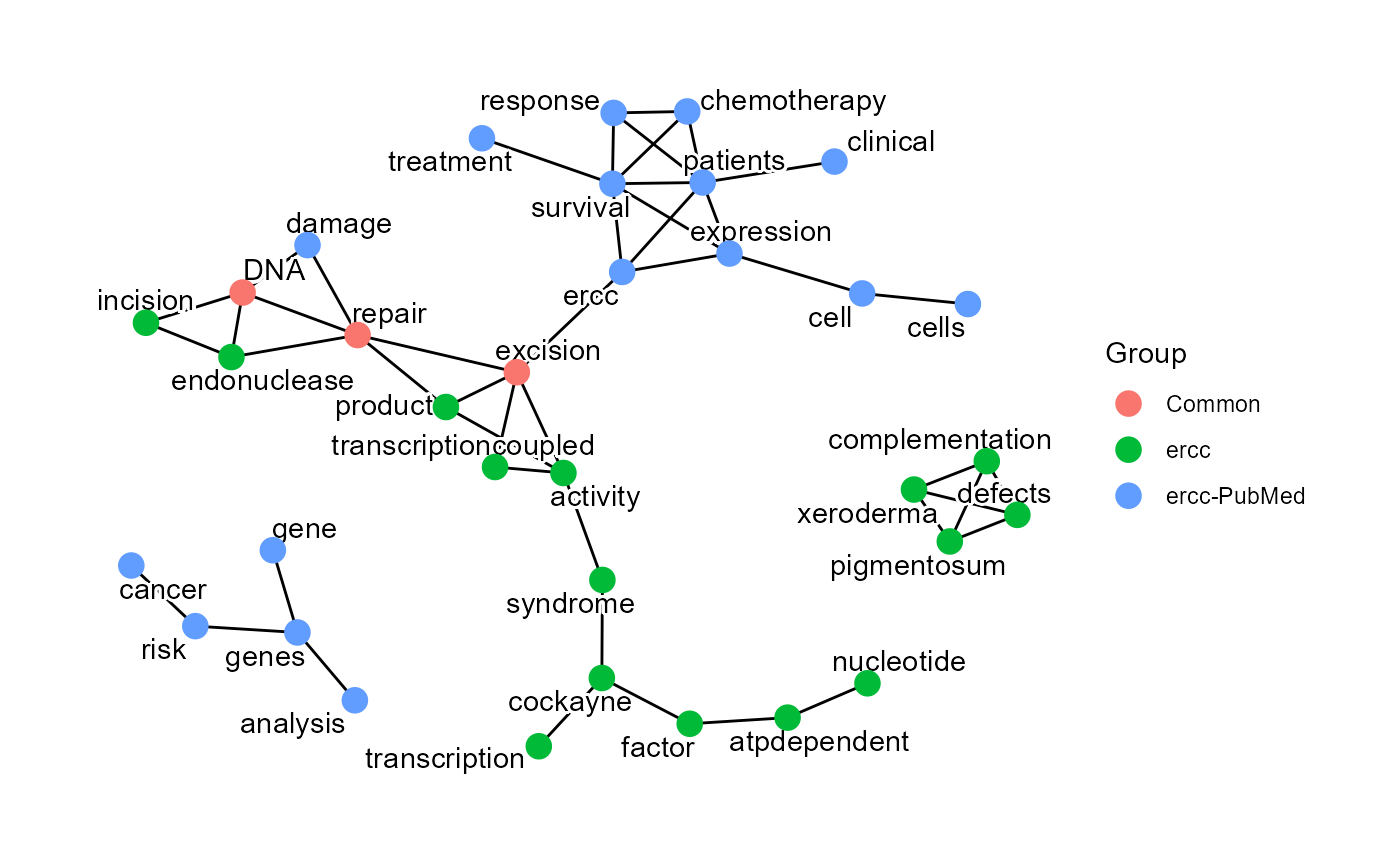 response
chemotherapy
treatment
patients
clinical
survival
damage
expression
DNA
incision
repair
ercc
cell
cells
excision
endonuclease
product
transcriptioncoupled
activity
complementation
defects
xeroderma
pigmentosum
Group
Common
ercc
ercc-PubMed
gene
cancer
risk
genes
analysis
syndrome
cockayne
nucleotide
transcription
factor
atpdependent